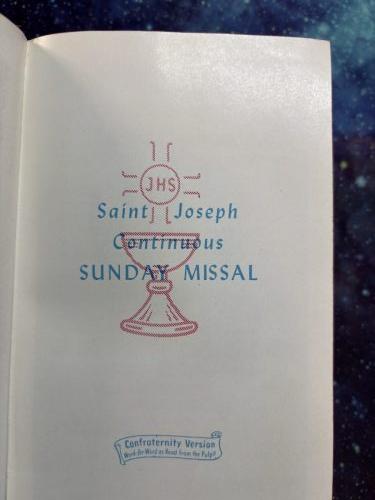 JHS
Saint Joseph
Continuous
SUNDAY MISSAL
Confraternity Version
Word-for-Word as Read from the Pulpit